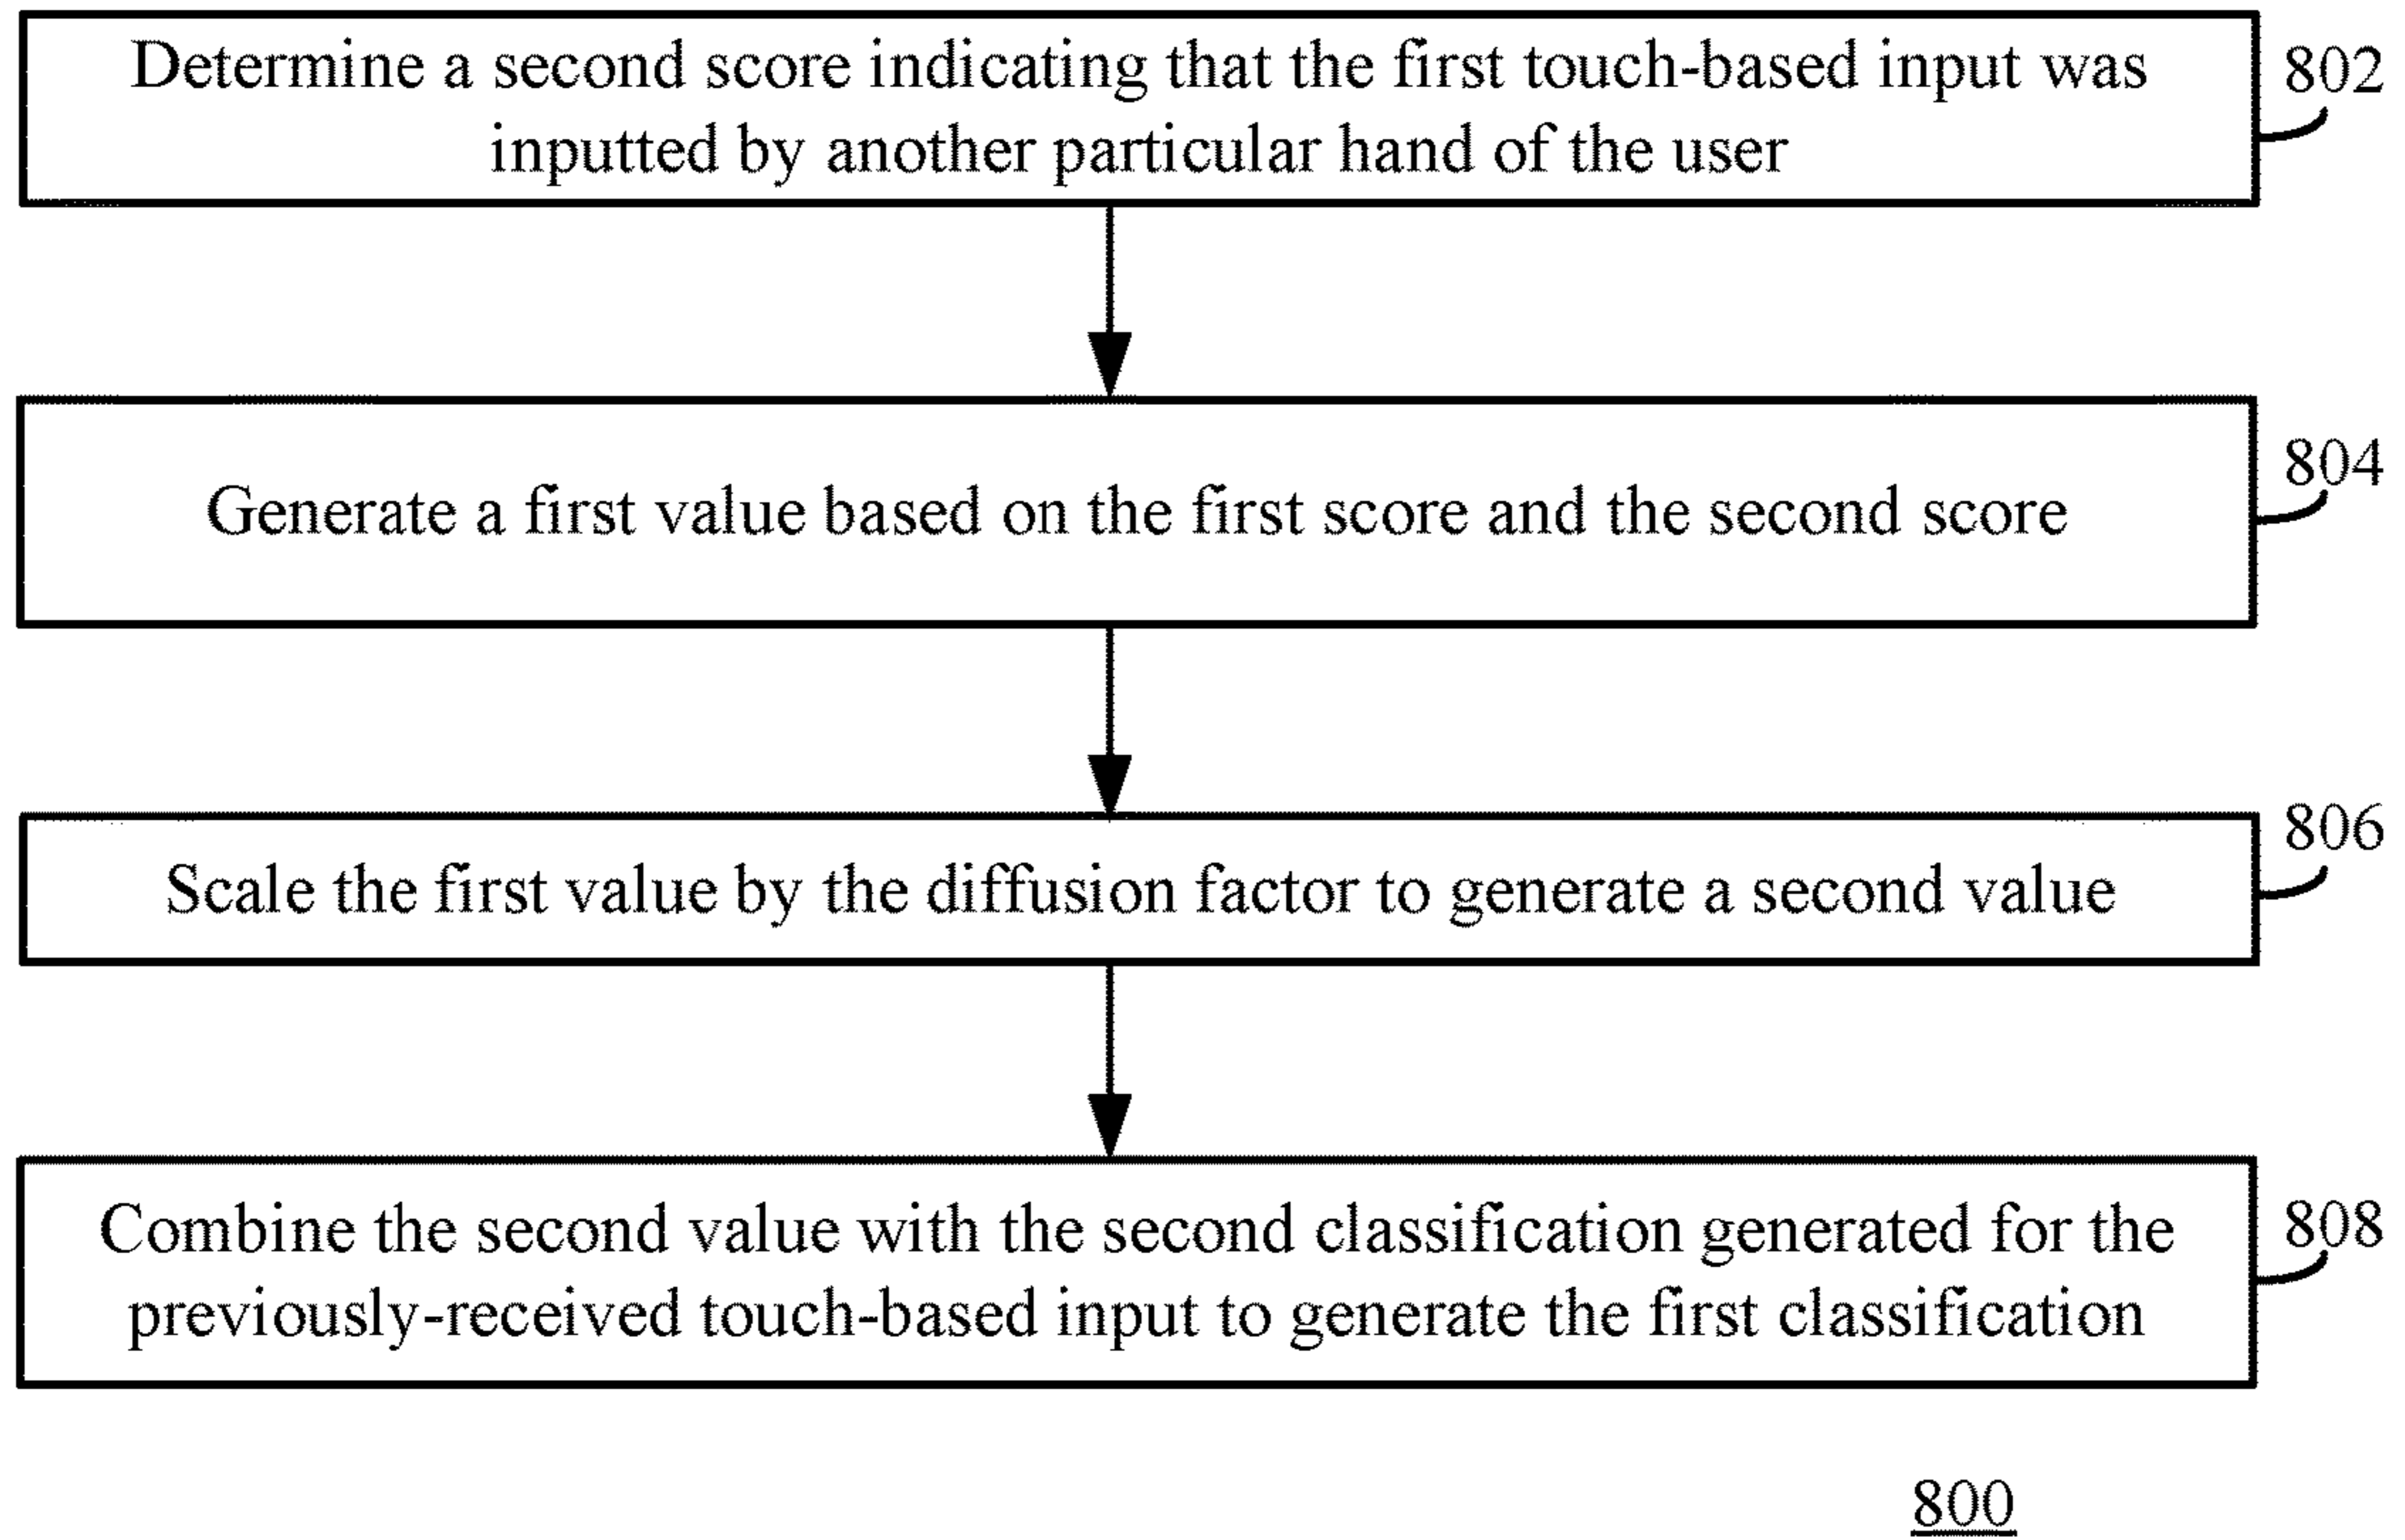 Determine a second score indicating that the first touch-based input was
inputted by another particular hand of the user
802
Generate a first value based on the first score and the second score
804
Scale the first value by the diffusion factor to generate a second value
806
Combine the second value with the second classification generated for the
previously-received touch-based input to generate the first classification
808
800